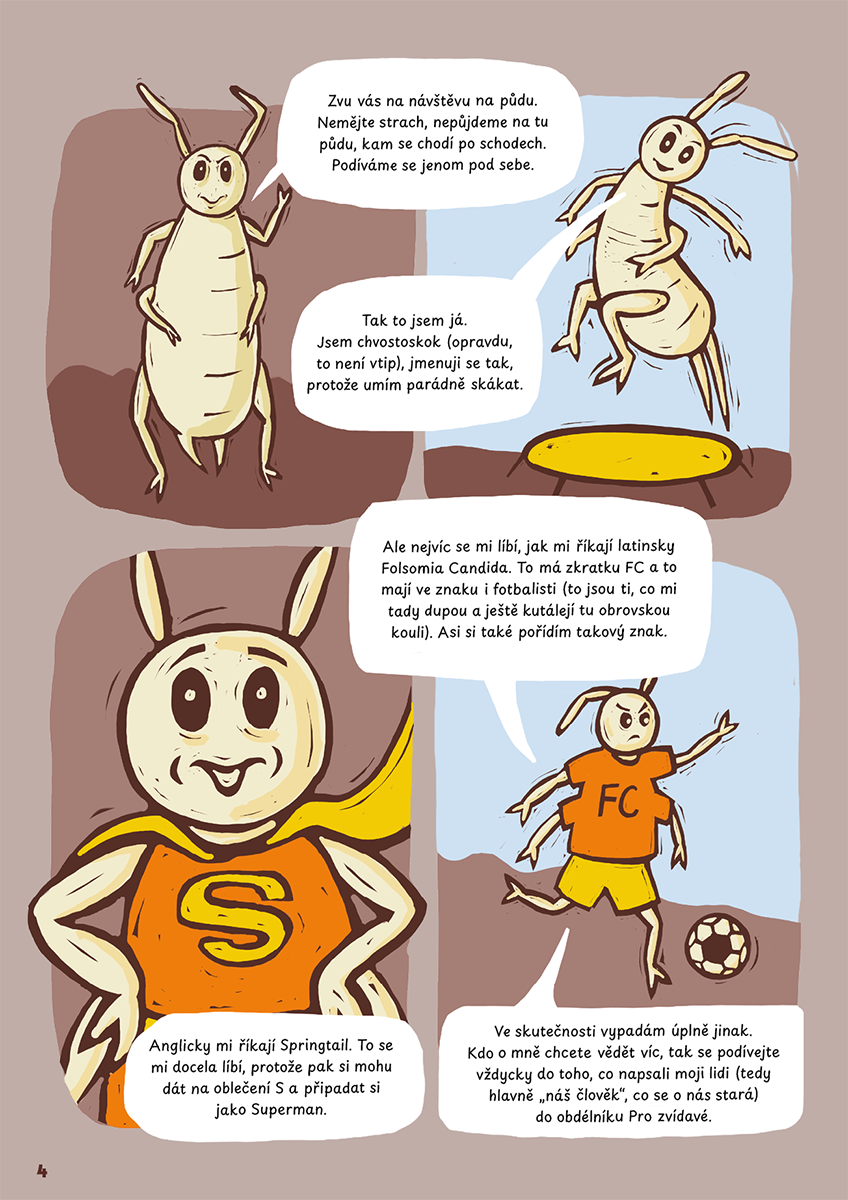 Zvu vás na návštěvu na půdu.
Nemějte strach, nepůjdeme na tu
půdu, kam se chodí po schodech.
Podíváme se jenom pod sebe.
Tak to jsem já.
Jsem chvostoskok (opravdu,
to není vtip), jmenuji se tak,
protože umím parádně skákat.
S
Anglicky mi říkají Springtail. To se
mi docela líbí, protože pak si mohu
dát na oblečení S a připadat si
jako Superman.
Ale nejvíc se mi líbí, jak mi říkají latinsky
Folsomia Candida. To má zkratku FC a to
mají ve znaku i fotbalisti (to jsou ti, co mi
tady dupou a ještě kutálejí tu obrovskou
kouli). Asi si také pořídím takový znak.
FC
Ve skutečnosti vypadám úplně jinak.
Kdo o mně chcete vědět víc, tak se podívejte
vždycky do toho, co napsali moji lidi (tedy
hlavně „náš člověk“, co se o nás stará)
do obdélníku Pro zvídavé.
4